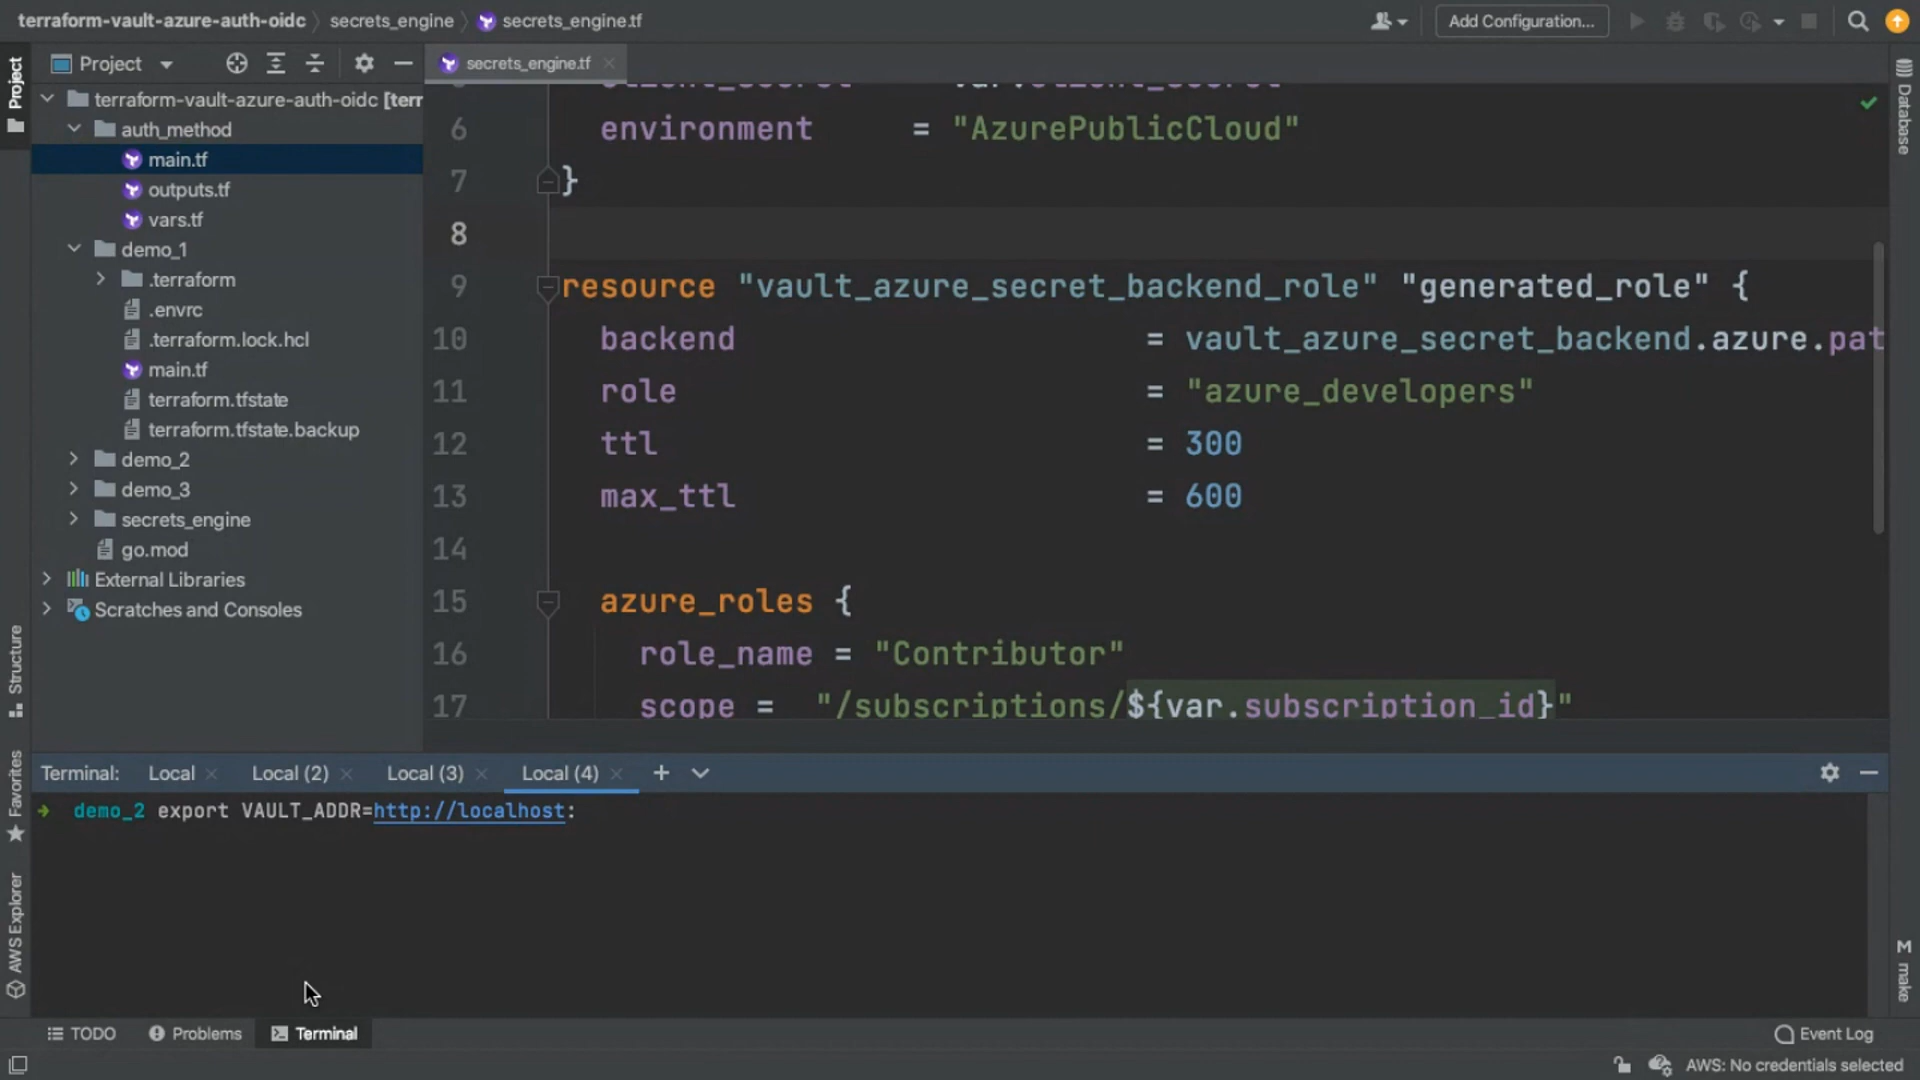 terraform-vault-azure-auth-oidc
secrets_engine
secrets_engine.tf
Add Configuration...
Project
Project
secrets_engine.tf
terraform-vault-azure-auth-oidc [terr
auth_method
main.tf
outputs.tf
vars.tf
demo_1
.terraform
.envrc
.terraform.lock.hcl
main.tf
terraform.tfstate
terraform.tfstate.backup
demo_2
demo_3
secrets_engine
go.mod
External Libraries
Scratches and Consoles
6 environment = "AzurePublicCloud"
7 }
8
9 resource "vault_azure_secret_backend_role" "generated_role" {
10 backend = vault_azure_secret_backend.azure.pat
11 role = "azure_developers"
12 ttl = 300
13 max_ttl = 600
14
15 azure_roles {
16 role_name = "Contributor"
17 scope = "/subscriptions/${var.subscription_id}"
Database
make
Structure
Favorites
AWS Explorer
Terminal: Local Local (2) Local (3) Local (4)
demo_2 export VAULT_ADDR=http://localhost:
TODO Problems Terminal Event Log
AWS: No credentials selected